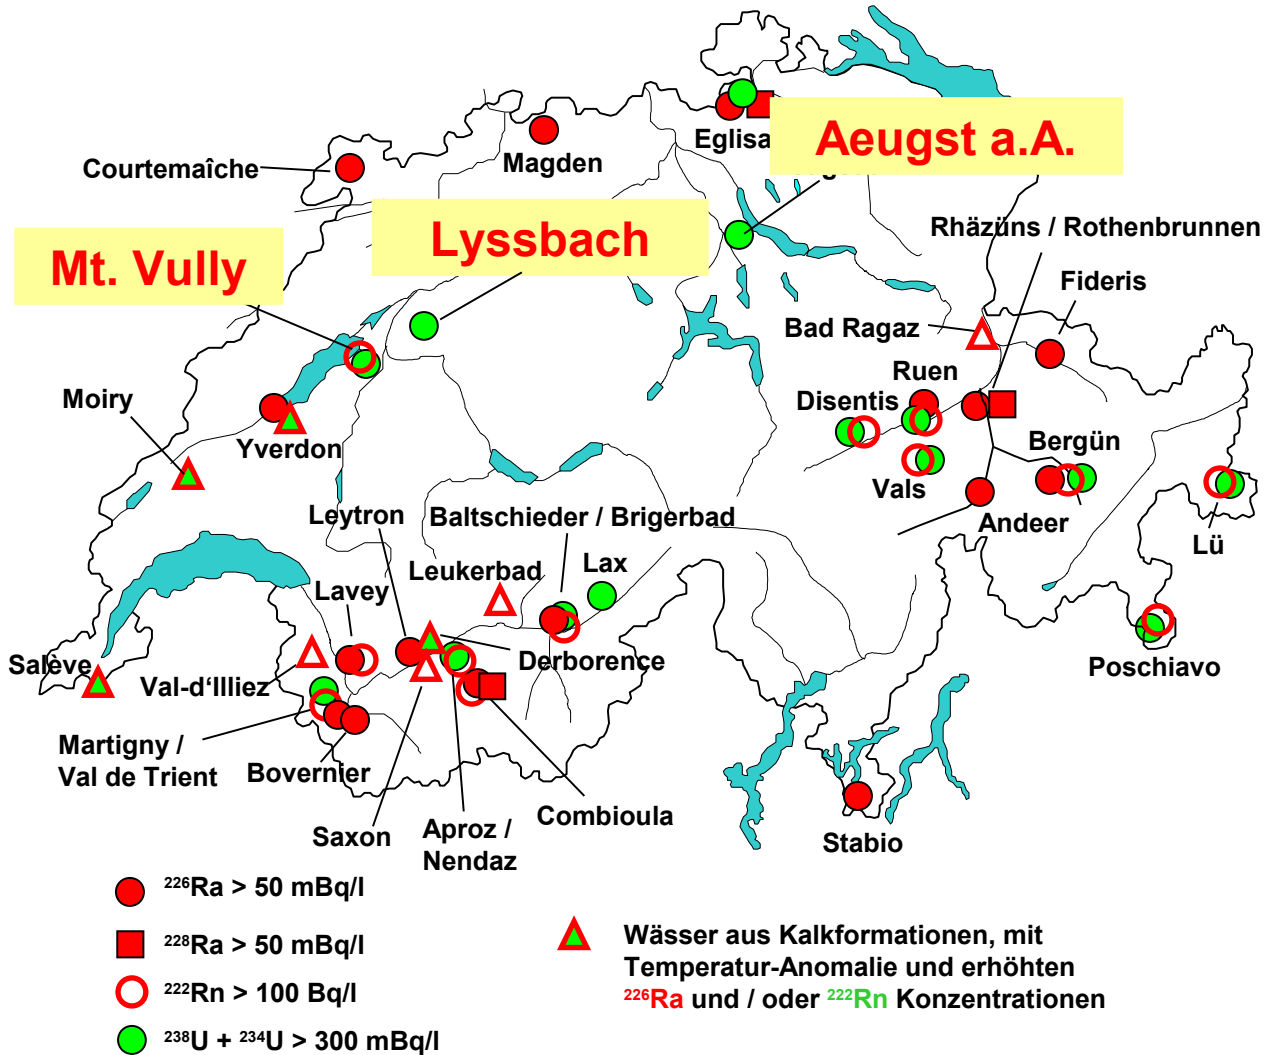 Eglisa
Aeugst a.A.
Magden
Courtemaîche
Lyssbach
Rhäzüns / Rothenbrunnen
Mt. Vully
Fideris
Bad Ragaz
Ruen
Moiry
Disentis
Yverdon
Bergün
Vals
Leytron
Baltschieder / Brigerbad
Andeer
Lü
Lax
Leukerbad
Lavey
Salève
Val-d‘Illiez
Derborence
Poschiavo
Martigny /
Val de Trient
Bovernier
Combioula
Saxon
Aproz /
Nendaz
Stabio
²²⁶Ra > 50 mBq/l
²²⁸Ra > 50 mBq/l
²²²Rn > 100 Bq/l
²³⁸U + ²³⁴U > 300 mBq/l
Wässer aus Kalkformationen, mit
Temperatur-Anomalie und erhöhten
²²⁶Ra und / oder ²²²Rn Konzentrationen